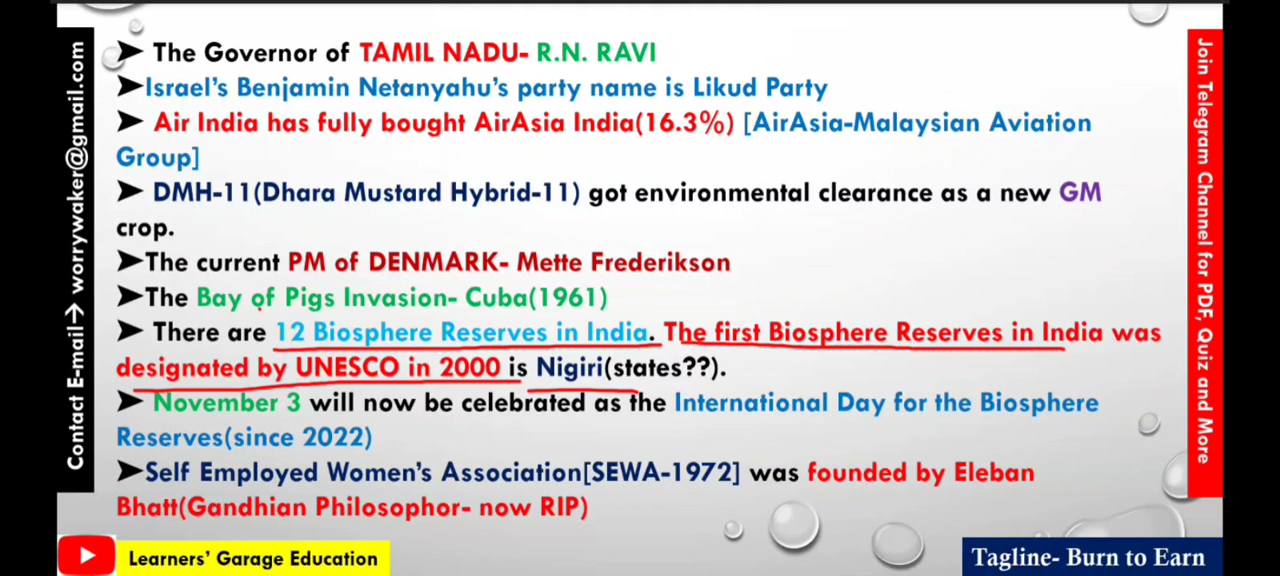 ➤ The Governor of TAMIL NADU- R.N. RAVI
➤Israel's Benjamin Netanyahu's party name is Likud Party
➤ Air India has fully bought AirAsia India(16.3%) [AirAsia-Malaysian Aviation
Group]
➤ DMH-11(Dhara Mustard Hybrid-11) got environmental clearance as a new GM
crop.
➤The current PM of DENMARK- Mette Frederikson
➤The Bay of Pigs Invasion- Cuba(1961)
➤ There are 12 Biosphere Reserves in India. The first Biosphere Reserves in India was
designated by UNESCO in 2000 is Nigiri(states??).
➤ November 3 will now be celebrated as the International Day for the Biosphere
Reserves(since 2022)
➤Self Employed Women's Association[SEWA-1972] was founded by Eleban
Bhatt(Gandhian Philosophor- now RIP)
Contact E-mail→ worrywaker@gmail.com
Join Telegram Channel for PDF, Quiz and More
Learners' Garage Education
Tagline- Burn to Earn